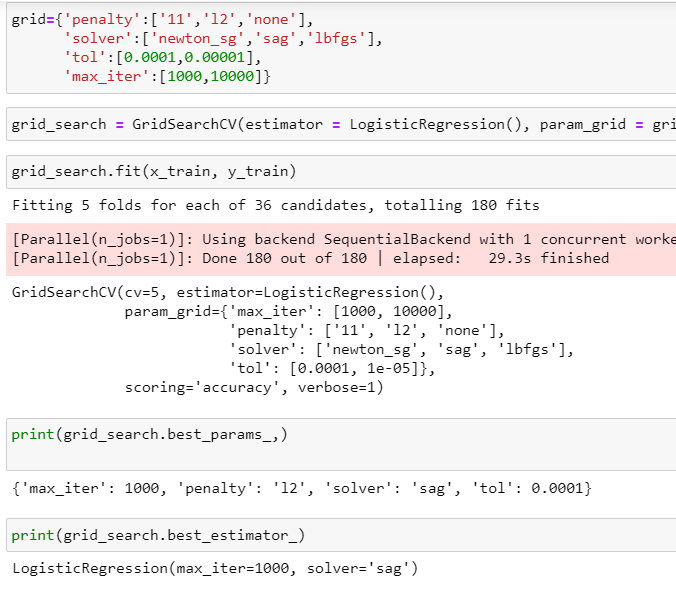 grid={'penalty':['11','l2','none'],
'solver':['newton_sg','sag','lbfgs'],
'tol':[0.0001,0.00001],
'max_iter':[1000,10000]}
grid_search = GridSearchCV(estimator = LogisticRegression(), param_grid = gri
grid_search.fit(x_train, y_train)
Fitting 5 folds for each of 36 candidates, totalling 180 fits
[Parallel(n_jobs=1)]: Using backend SequentialBackend with 1 concurrent worke
[Parallel(n_jobs=1)]: Done 180 out of 180 | elapsed:   29.3s finished
GridSearchCV(cv=5, estimator=LogisticRegression(),
param_grid={'max_iter': [1000, 10000],
'penalty': ['11', 'l2', 'none'],
'solver': ['newton_sg', 'sag', 'lbfgs'],
'tol': [0.0001, 1e-05]},
scoring='accuracy', verbose=1)
print(grid_search.best_params_,)
{'max_iter': 1000, 'penalty': 'l2', 'solver': 'sag', 'tol': 0.0001}
print(grid_search.best_estimator_)
LogisticRegression(max_iter=1000, solver='sag')